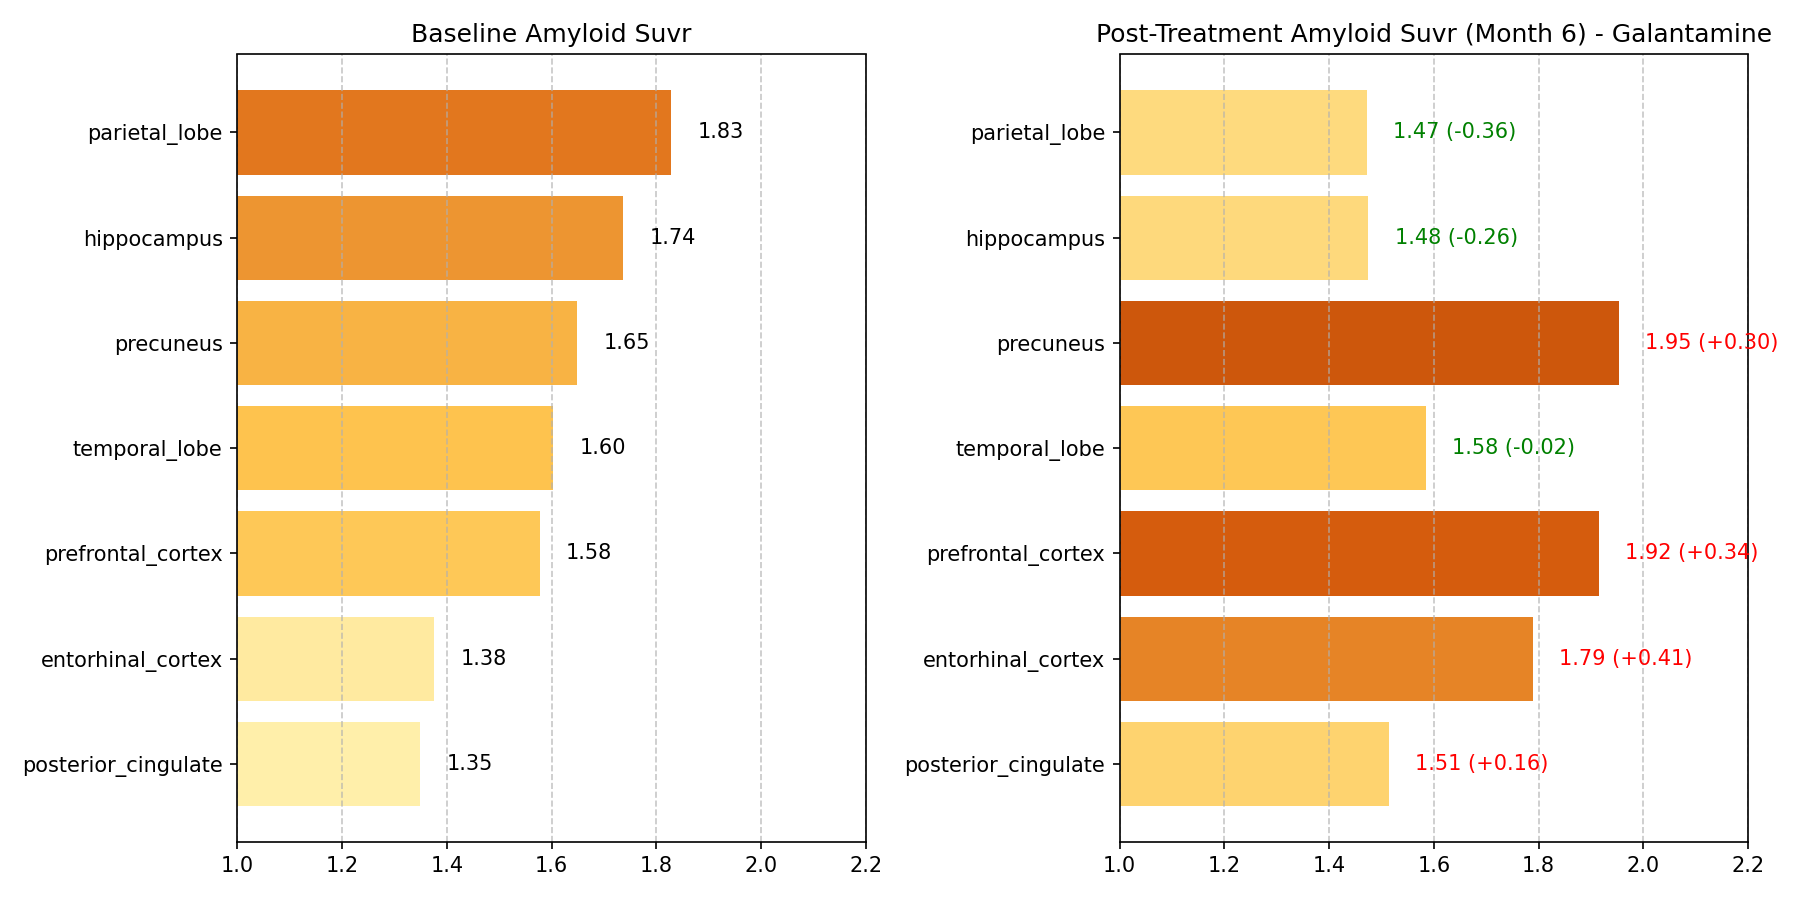 Baseline Amyloid Suvr
parietal_lobe
1.83
hippocampus
1.74
precuneus
1.65
temporal_lobe
1.60
prefrontal_cortex
1.58
entorhinal_cortex
1.38
posterior_cingulate
1.35
1.0 1.2 1.4 1.6 1.8 2.0 2.2
Post-Treatment Amyloid Suvr (Month 6) - Galantamine
parietal_lobe
1.47 (-0.36)
hippocampus
1.48 (-0.26)
precuneus
1.95 (+0.30)
temporal_lobe
1.58 (-0.02)
prefrontal_cortex
1.92 (+0.34)
entorhinal_cortex
1.79 (+0.41)
posterior_cingulate
1.51 (+0.16)
1.0 1.2 1.4 1.6 1.8 2.0 2.2